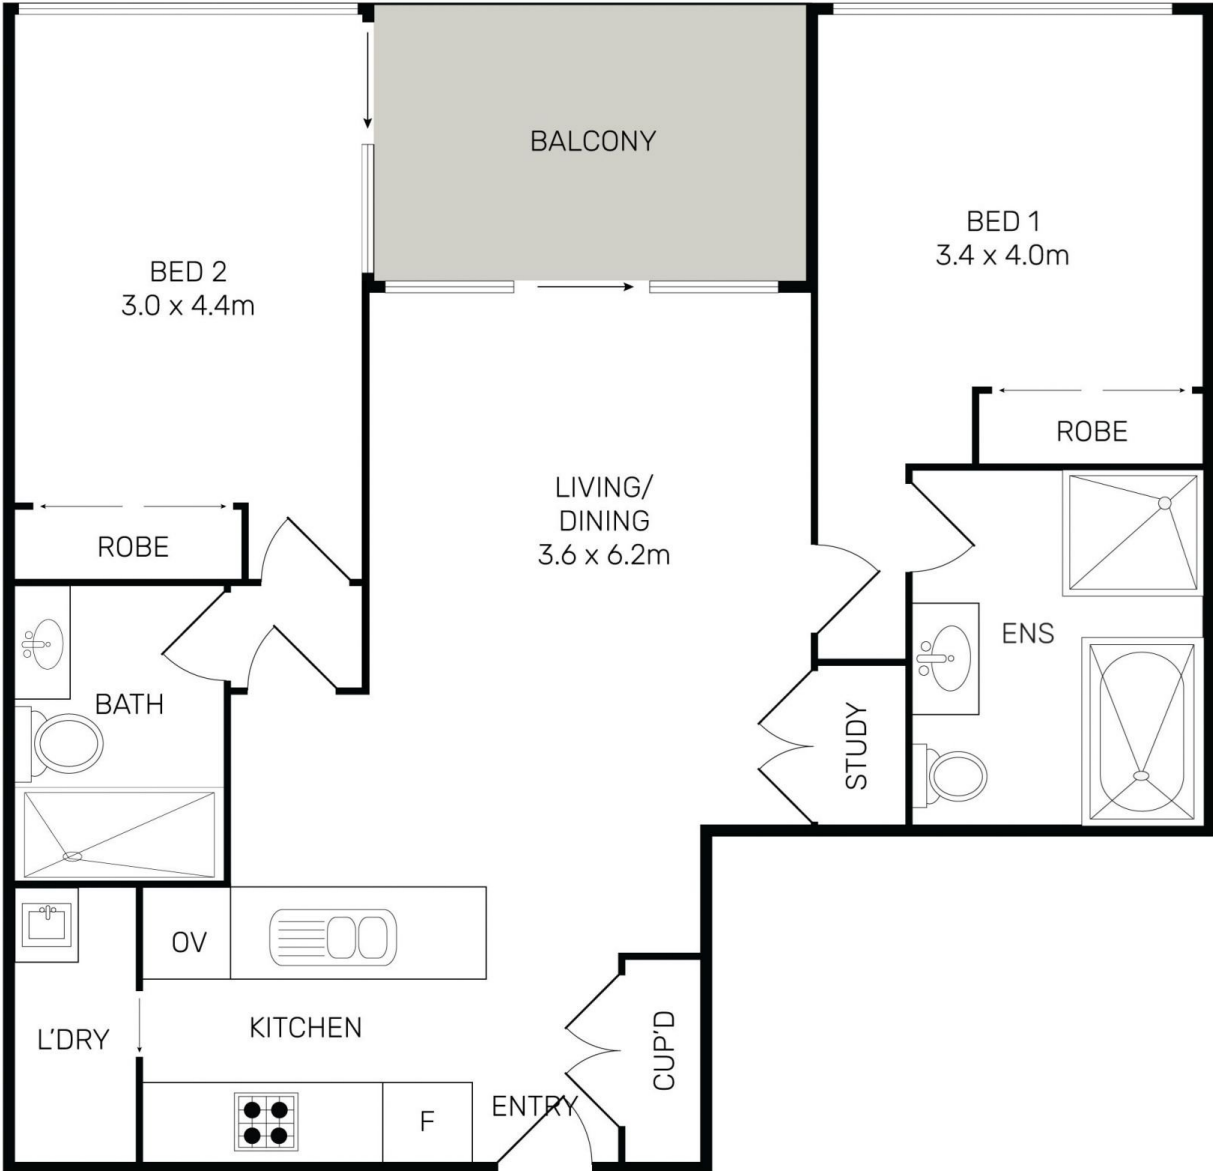 BALCONY
BED 1
3.4 x 4.0m
BED 2
3.0 x 4.4m
ROBE
LIVING/
DINING
3.6 x 6.2m
ROBE
ENS
BATH
STUDY
OV
KITCHEN
L'DRY
CUP'D
ENTRY
F